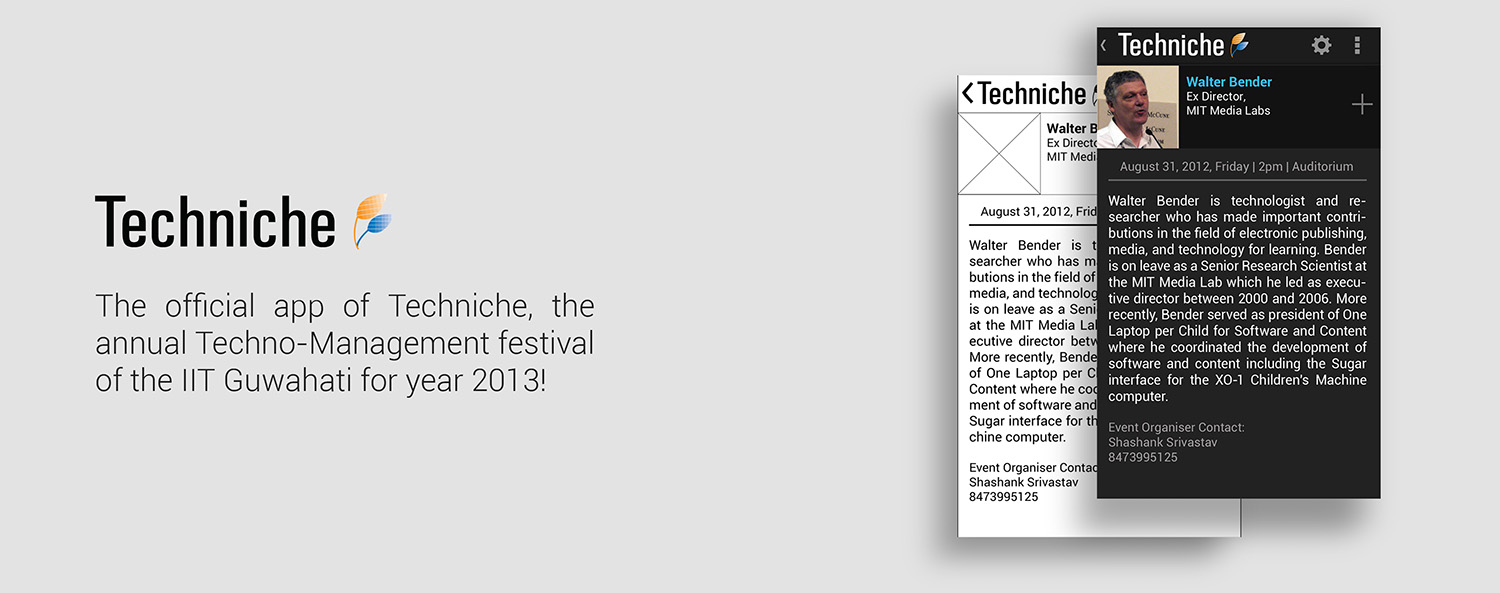 Techniche
The official app of Techniche, the
annual Techno-Management festival
of the IIT Guwahati for year 2013!
Techniche
Walter B
Ex Directo
MIT Medi
August 31, 2012, Frid
Walter Bender is t
searcher who has m
butions in the field of
media, and technolog
is on leave as a Seni
at the MIT Media La
ecutive director betw
More recently, Bende
of One Laptop per C
Content where he coo
ment of software and
Sugar interface for th
chine computer.
Event Organiser Contac
Shashank Srivastav
8473995125
Techniche
Walter Bender
Ex Director,
MIT Media Labs
August 31, 2012, Friday | 2pm | Auditorium
Walter Bender is technologist and re-
searcher who has made important contri-
butions in the field of electronic publishing,
media, and technology for learning. Bender
is on leave as a Senior Research Scientist at
the MIT Media Lab which he led as execu-
tive director between 2000 and 2006. More
recently, Bender served as president of One
Laptop per Child for Software and Content
where he coordinated the development of
software and content including the Sugar
interface for the XO-1 Children's Machine
computer.
Event Organiser Contact:
Shashank Srivastav
8473995125